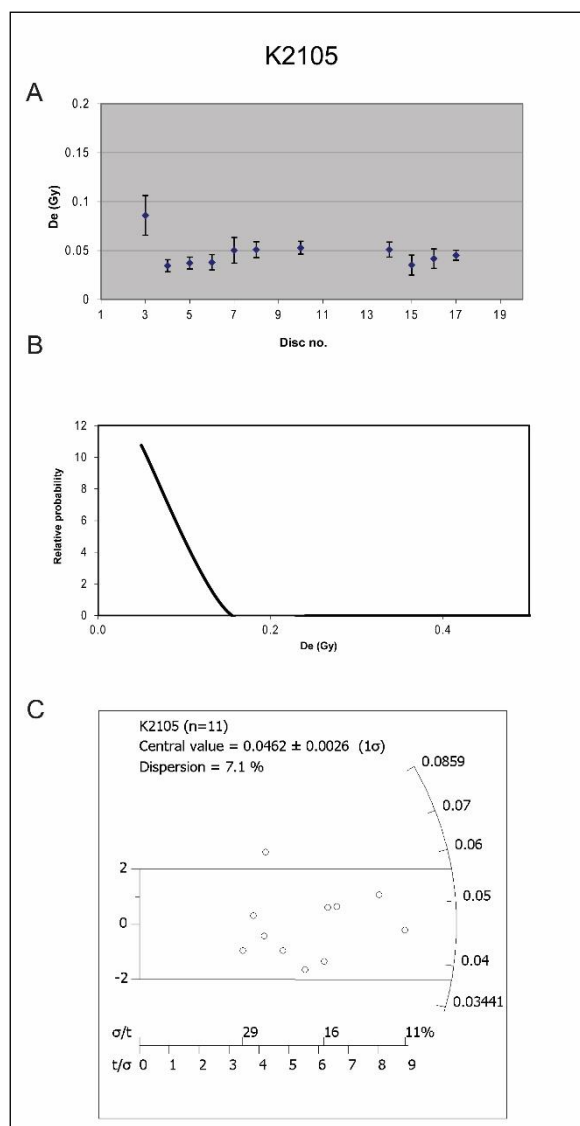 K2105
A
0.2
0.15
0.1
0.05
0
De (Gy)
1 3 5 7 9 11 13 15 17 19
Disc no.
B
12
10
8
6
4
2
0
Relative probability
0.0 0.2 0.4
De (Gy)
C
K2105 (n=11)
Central value = 0.0462 ± 0.0026 (1σ)
Dispersion = 7.1 %
0.0859
0.07
0.06
0.05
0.04
0.03441
2
0
-2
σ/t 29 16 11%
t/σ 0 1 2 3 4 5 6 7 8 9